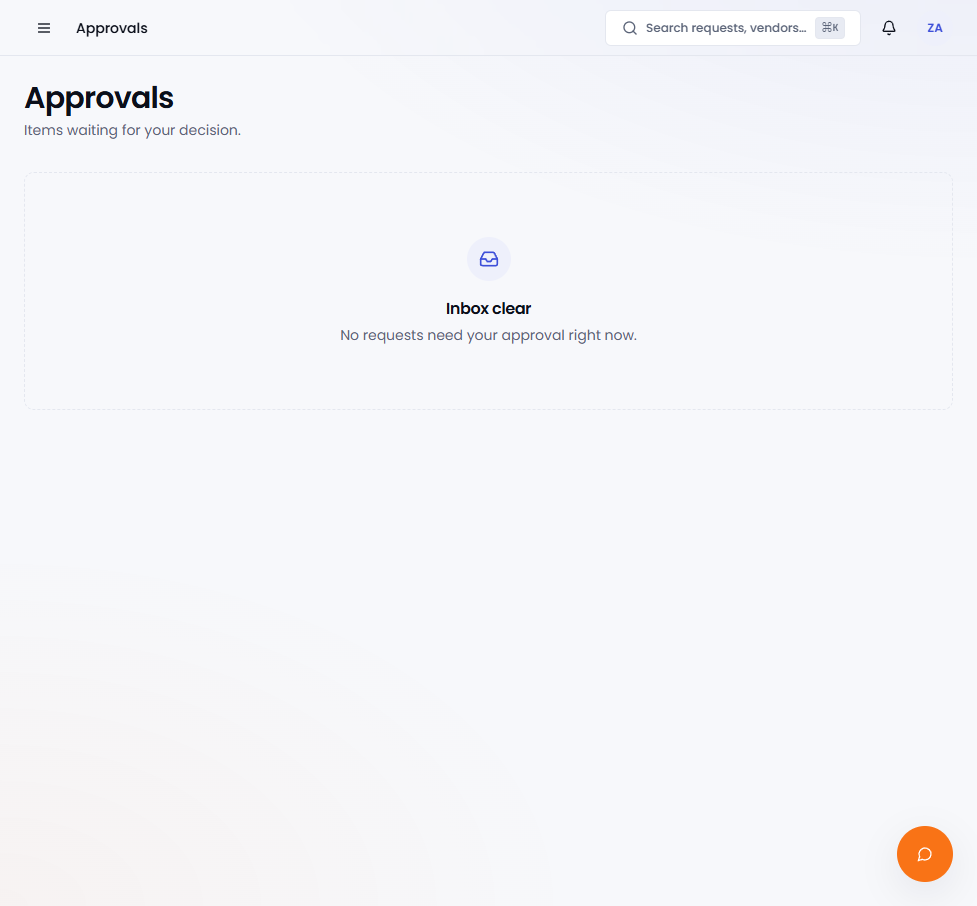 Approvals
Search requests, vendors... ⌘K
ZA
Approvals
Items waiting for your decision.
Inbox clear
No requests need your approval right now.